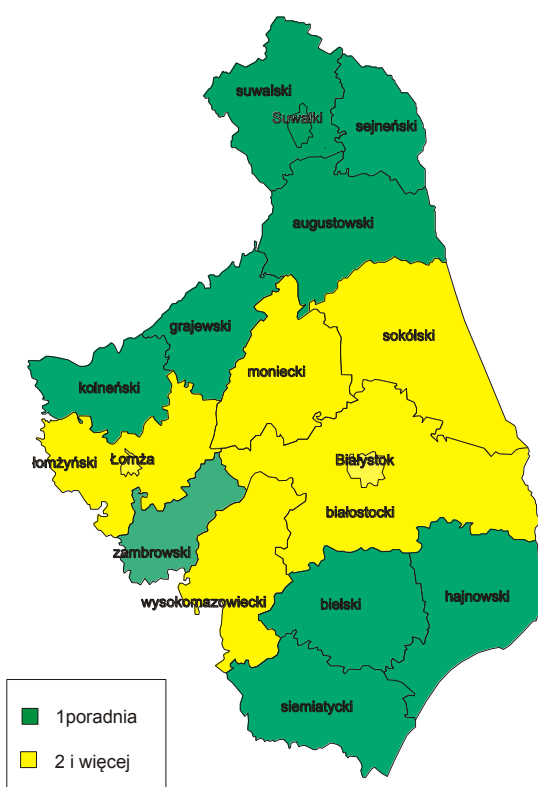 suwalski
Suwałki
sejneński
augustowski
grajewski
sokólski
moniecki
kolneński
łomżyński
Łomża
Białystok
białostocki
zambrowski
wysokomazowiecki
bielski
hajnowski
siemiatycki
1poradnia
2 i więcej